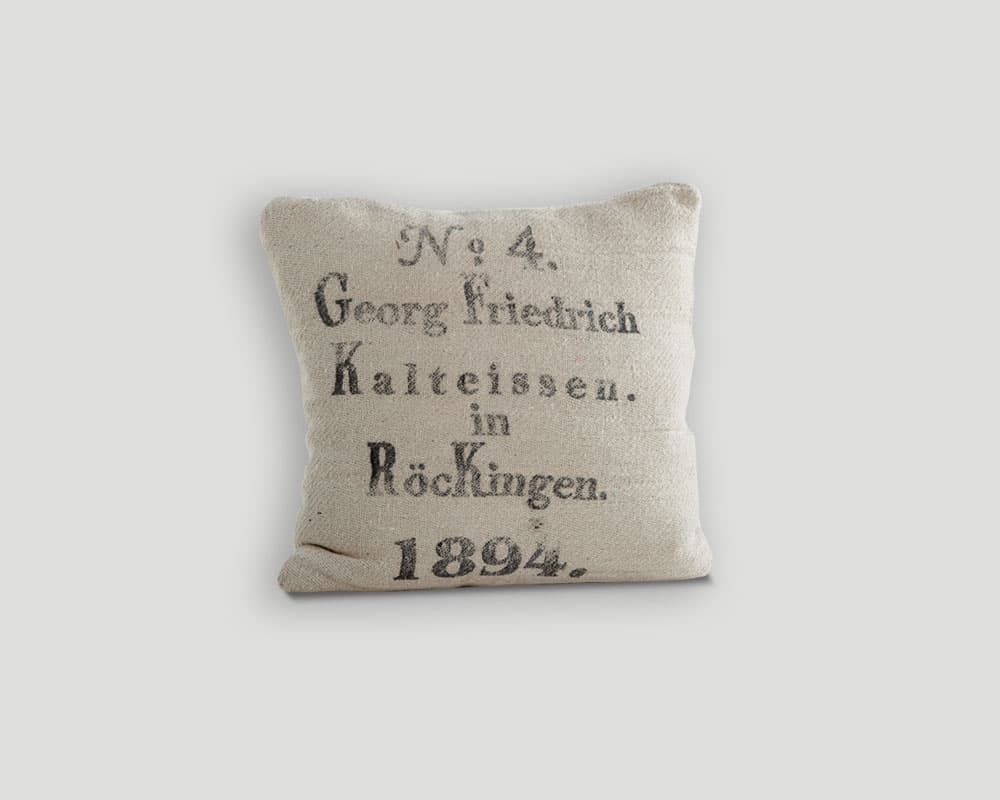 No 4.
Georg Friedrich
Kalteissen.
in
RöcKingen.
1894.